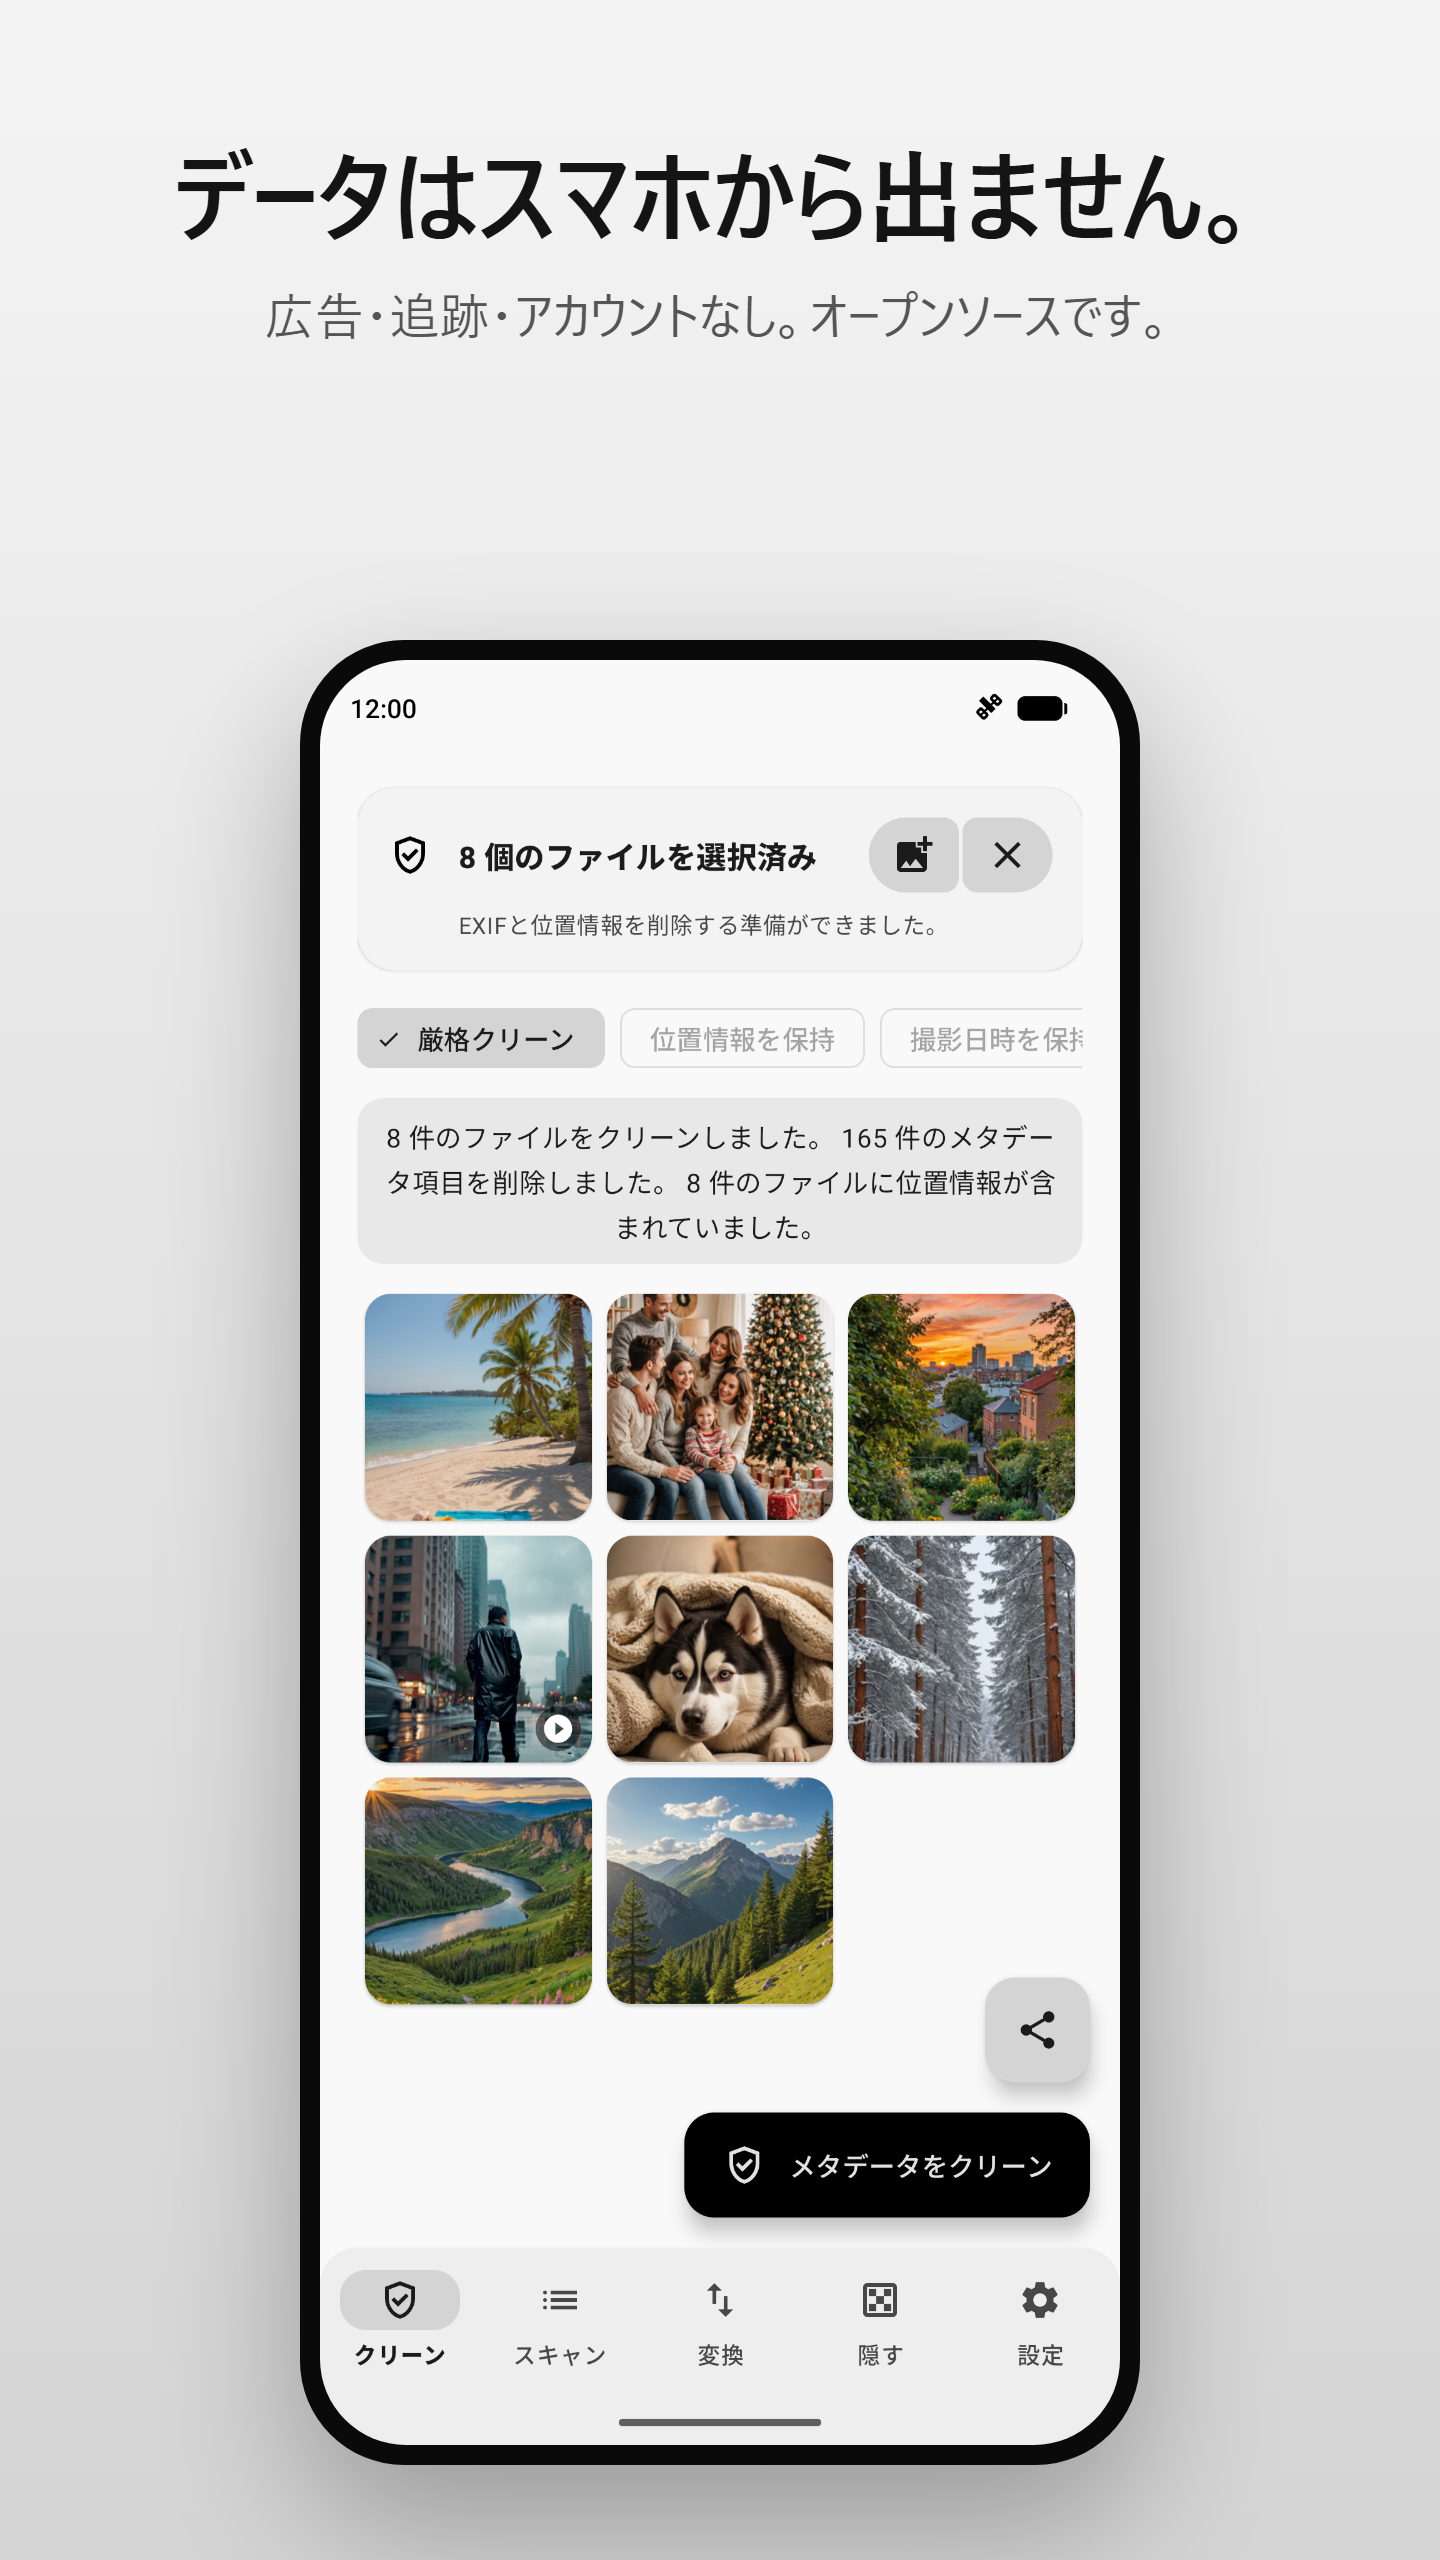 データはスマホから出ません。
広告・追跡・アカウントなし。オープンソースです。
12:00
8 個のファイルを選択済み
EXIFと位置情報を削除する準備ができました。
厳格クリーン
位置情報を保持
撮影日時を保持
8 件のファイルをクリーンしました。 165 件のメタデー
タ項目を削除しました。 8 件のファイルに位置情報が含
まれていました。
メタデータをクリーン
クリーン
スキャン
変換
隠す
設定